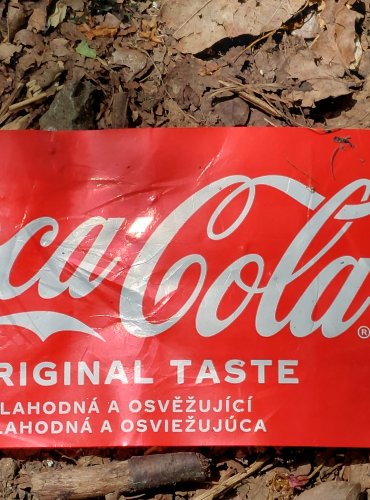 ca Cola®
RIGINAL TASTE
LAHODNÁ A OSVĚŽUJÍCÍ
LAHODNÁ A OSVIEŽUJÚCA